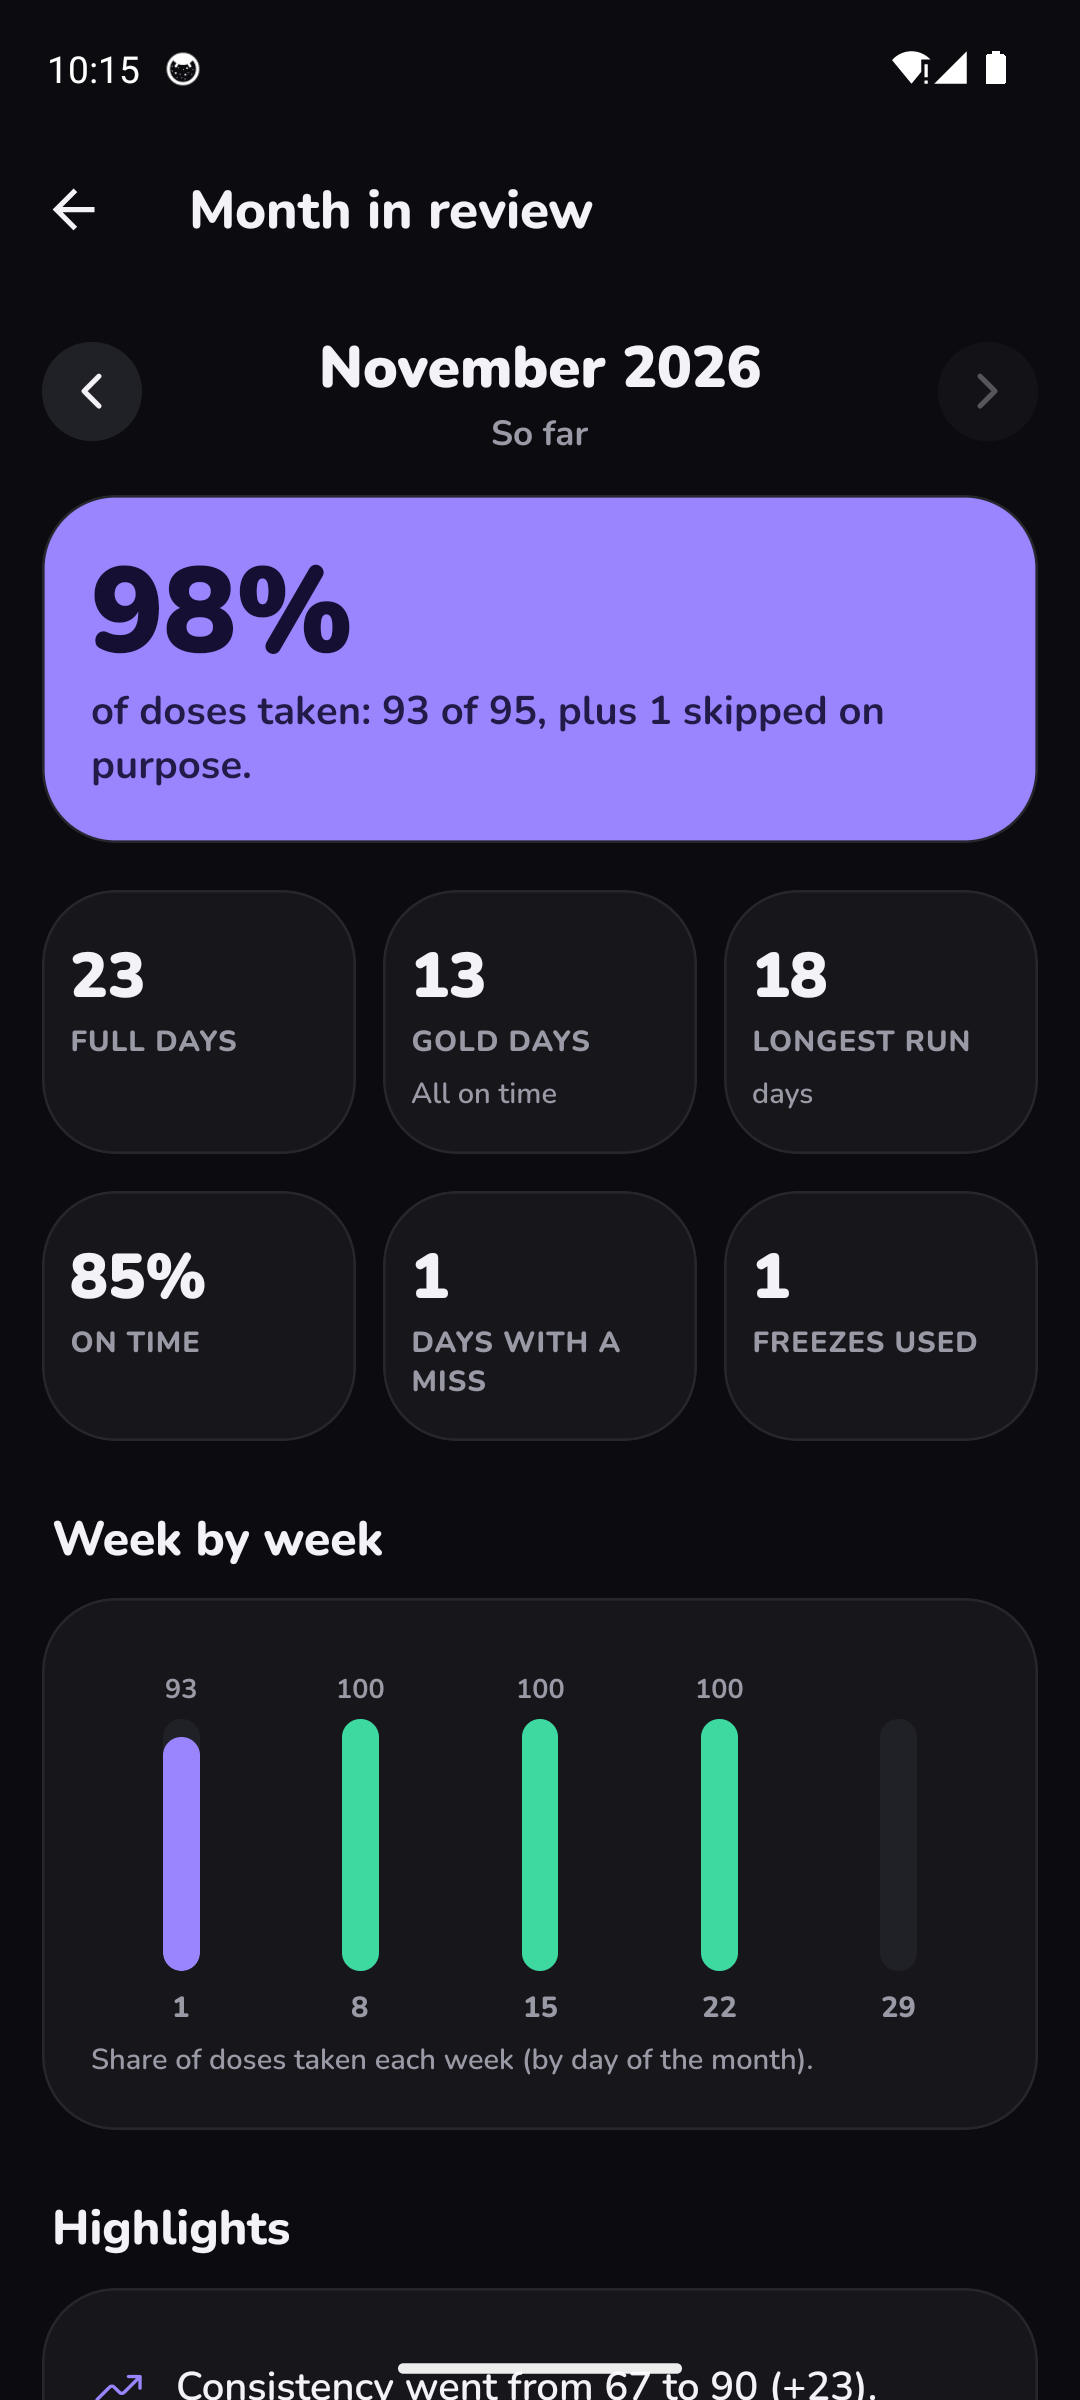 10:15
Month in review
November 2026
So far
98%
of doses taken: 93 of 95, plus 1 skipped on
purpose.
23
FULL DAYS
13
GOLD DAYS
All on time
18
LONGEST RUN
days
85%
ON TIME
1
DAYS WITH A
MISS
1
FREEZES USED
Week by week
93 100 100 100
1 8 15 22 29
Share of doses taken each week (by day of the month).
Highlights
Consistency went from 67 to 90 (+23).